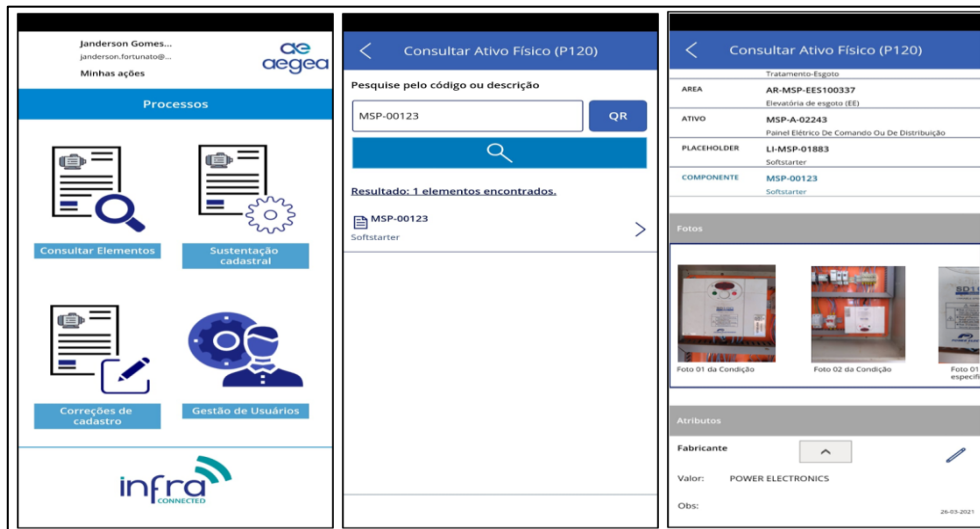 Janderson Gomes...
janderson.fortunato@...
Minhas ações
ae
aegea
Processos
Consultar Elementos
Sustentação
cadastral
Correções de
cadastro
Gestão de Usuários
infra
CONNECTED
Consultar Ativo Físico (P120)
Pesquise pelo código ou descrição
MSP-00123
QR
Resultado: 1 elementos encontrados.
MSP-00123
Softstarter
Consultar Ativo Físico (P120)
Tratamento-Esgoto
AREA
AR-MSP-EES100337
Elevatória de esgoto (EE)
ATIVO
MSP-A-02243
Painel Elétrico De Comando Ou De Distribuição
PLACEHOLDER
LI-MSP-01883
Softstarter
COMPONENTE
MSP-00123
Softstarter
Fotos
Foto 01 da Condição
Foto 02 da Condição
Foto 01
especifi
Atributos
Fabricante
Valor: POWER ELECTRONICS
Obs:
26-03-2021